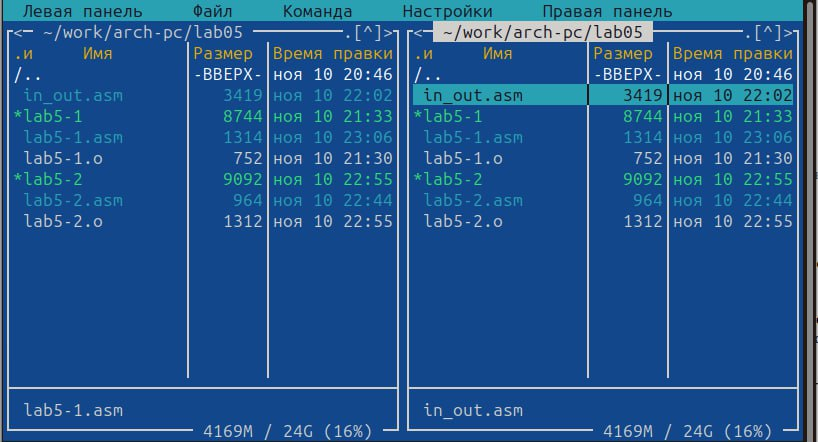 Левая панель Файл Команда Настройки Правая панель
<─ ~/work/arch-pc/lab05 ─.[^]> <─ ~/work/arch-pc/lab05 ─.[^]>
.и Имя Размер Время правки .и Имя Размер Время правки
/.. -ВВЕРХ- ноя 10 20:46 /.. -ВВЕРХ- ноя 10 20:46
in_out.asm 3419 ноя 10 22:02 in_out.asm 3419 ноя 10 22:02
*lab5-1 8744 ноя 10 21:33 *lab5-1 8744 ноя 10 21:33
lab5-1.asm 1314 ноя 10 23:06 lab5-1.asm 1314 ноя 10 23:06
lab5-1.o 752 ноя 10 21:30 lab5-1.o 752 ноя 10 21:30
*lab5-2 9092 ноя 10 22:55 *lab5-2 9092 ноя 10 22:55
lab5-2.asm 964 ноя 10 22:44 lab5-2.asm 964 ноя 10 22:44
lab5-2.o 1312 ноя 10 22:55 lab5-2.o 1312 ноя 10 22:55
lab5-1.asm in_out.asm
4169M / 24G (16%) 4169M / 24G (16%)